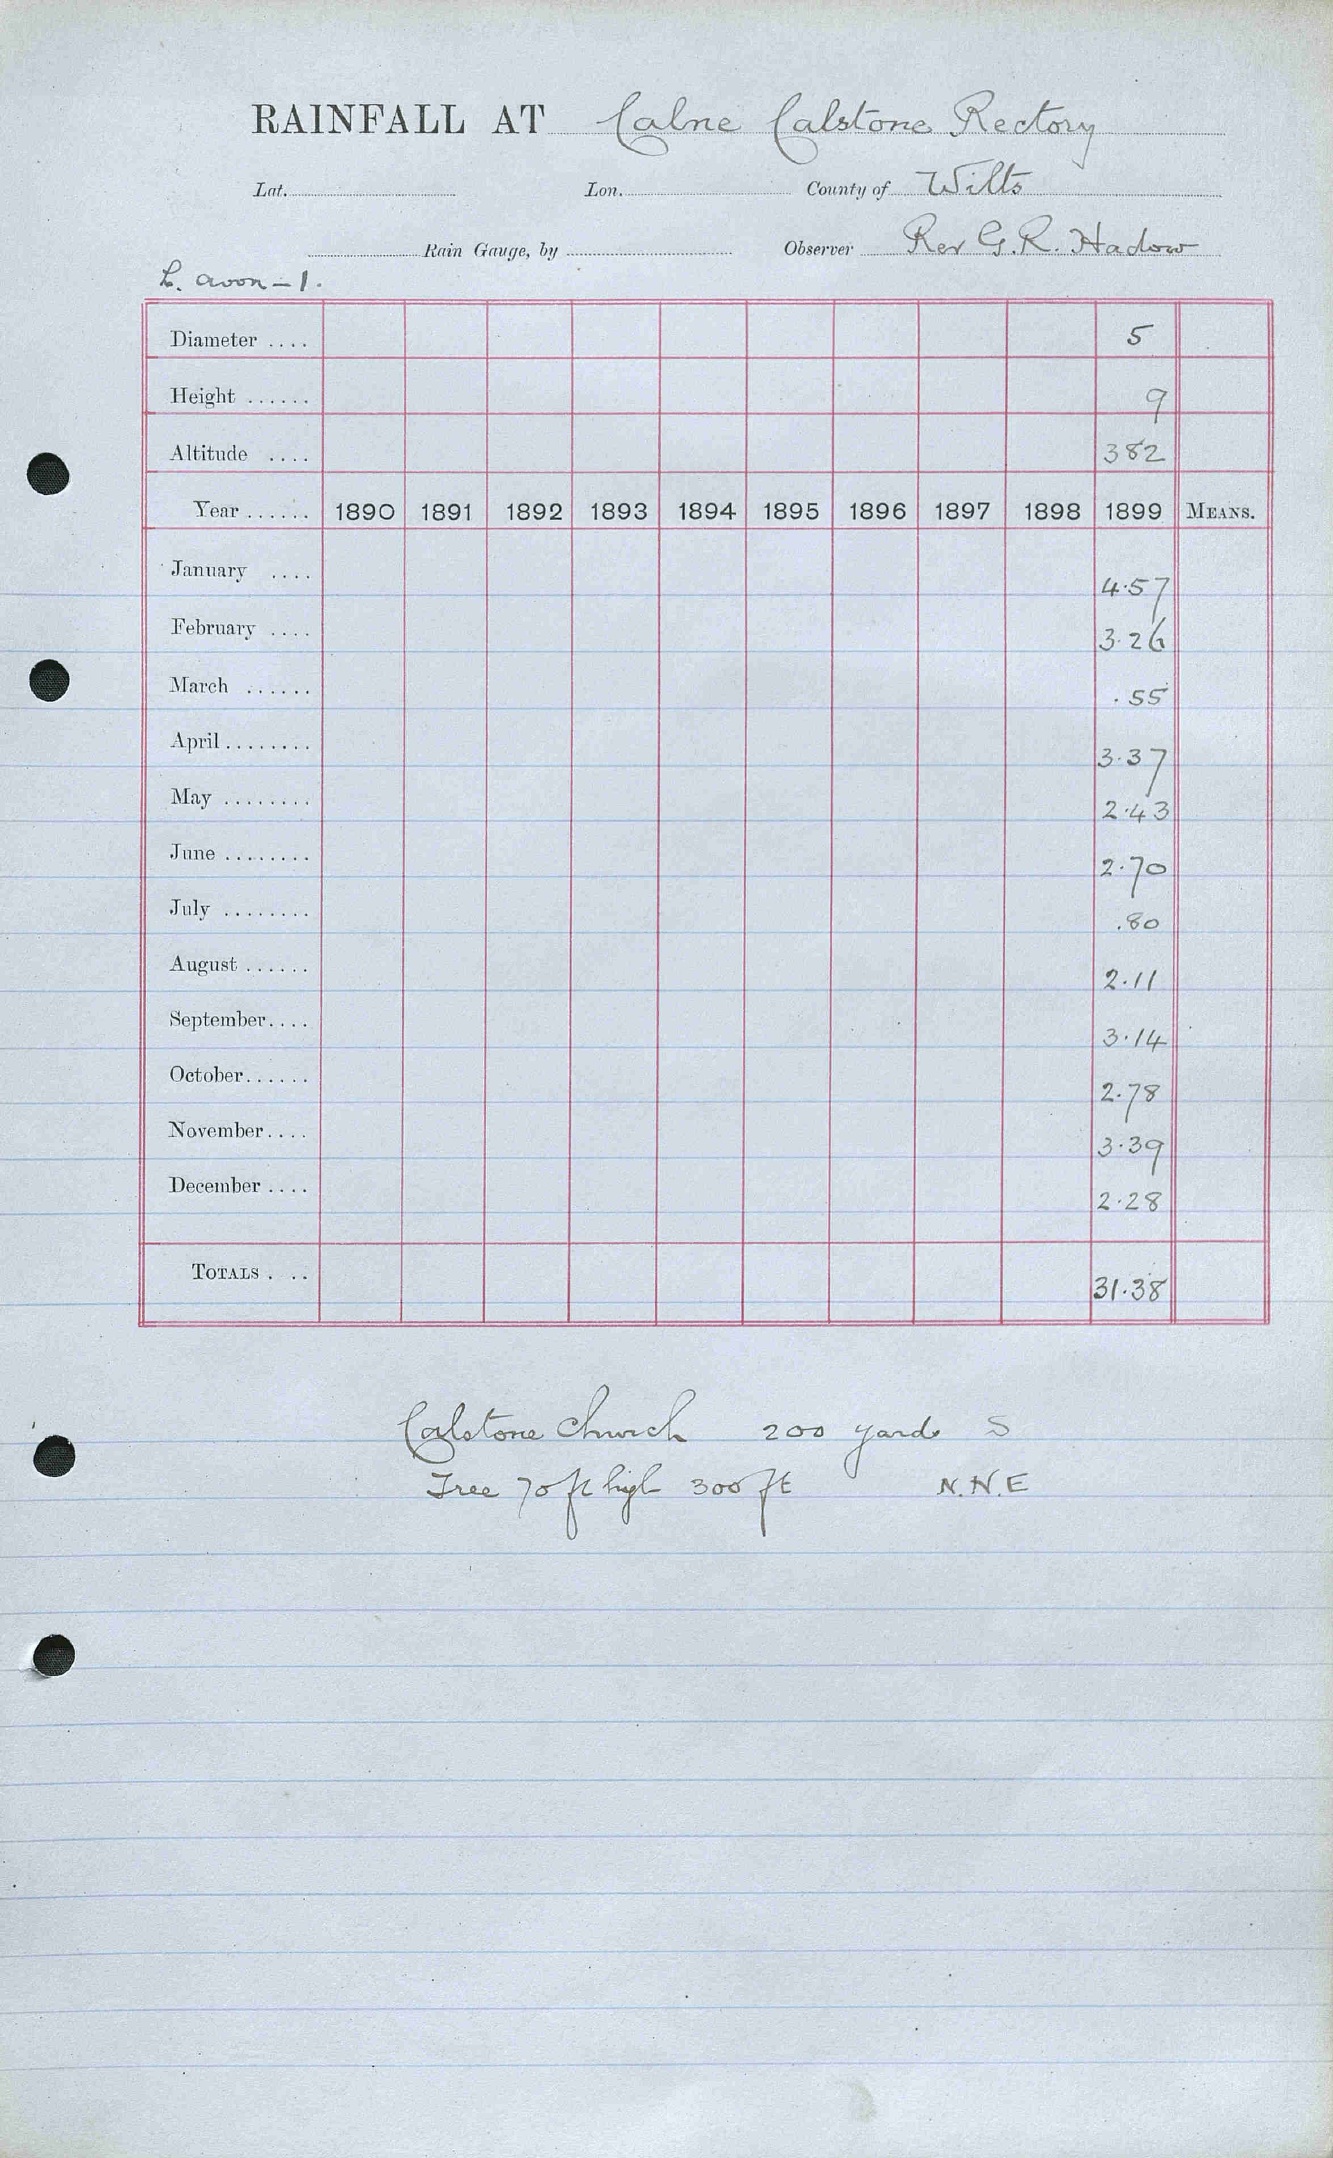 RAINFALL AT Calne Calstone Rectory
Lat. Lon. County of Wilts
Rain Gauge, by Observer Rev G.R. Hadow
L. Avon – 1.
Diameter .... 5
Height ...... 9
Altitude .... 382
Year ...... 1890 1891 1892 1893 1894 1895 1896 1897 1898 1899 MEANS.
January .... 4.57
February .... 3.26
March ...... .55
April ........ 3.37
May ........ 2.43
June ........ 2.70
July ........ .80
August ...... 2.11
September.... 3.14
October...... 2.78
November.... 3.39
December .... 2.28
TOTALS . .. 31.38
Calstone Church 200 yards S
Tree 70 ft high 300 ft N.N.E